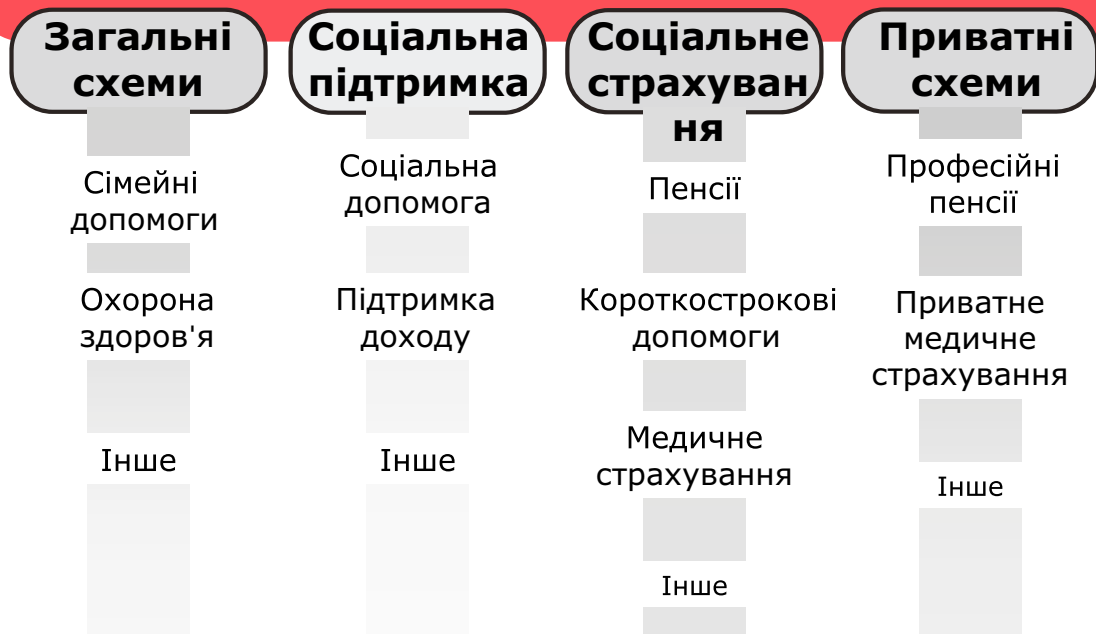 Загальні
схеми
Сімейні
допомоги
Охорона
здоров'я
Інше
Соціальна
підтримка
Соціальна
допомога
Підтримка
доходу
Інше
Соціальне
страхуван
ня
Пенсії
Короткострокові
допомоги
Медичне
страхування
Інше
Приватні
схеми
Професійні
пенсії
Приватне
медичне
страхування
Інше